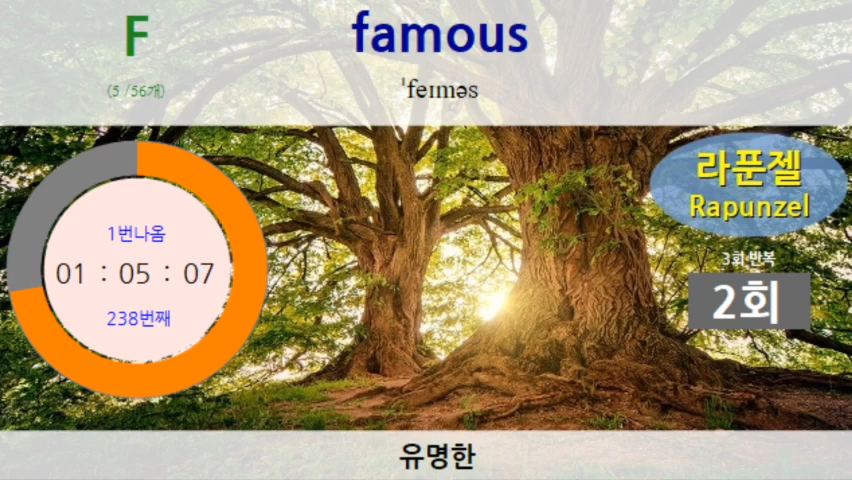 F
(5 /56개)
famous
ˈfeɪməs
1번나옴
01 : 05 : 07
238번째
라푼젤
Rapunzel
3회 반복
2회
유명한